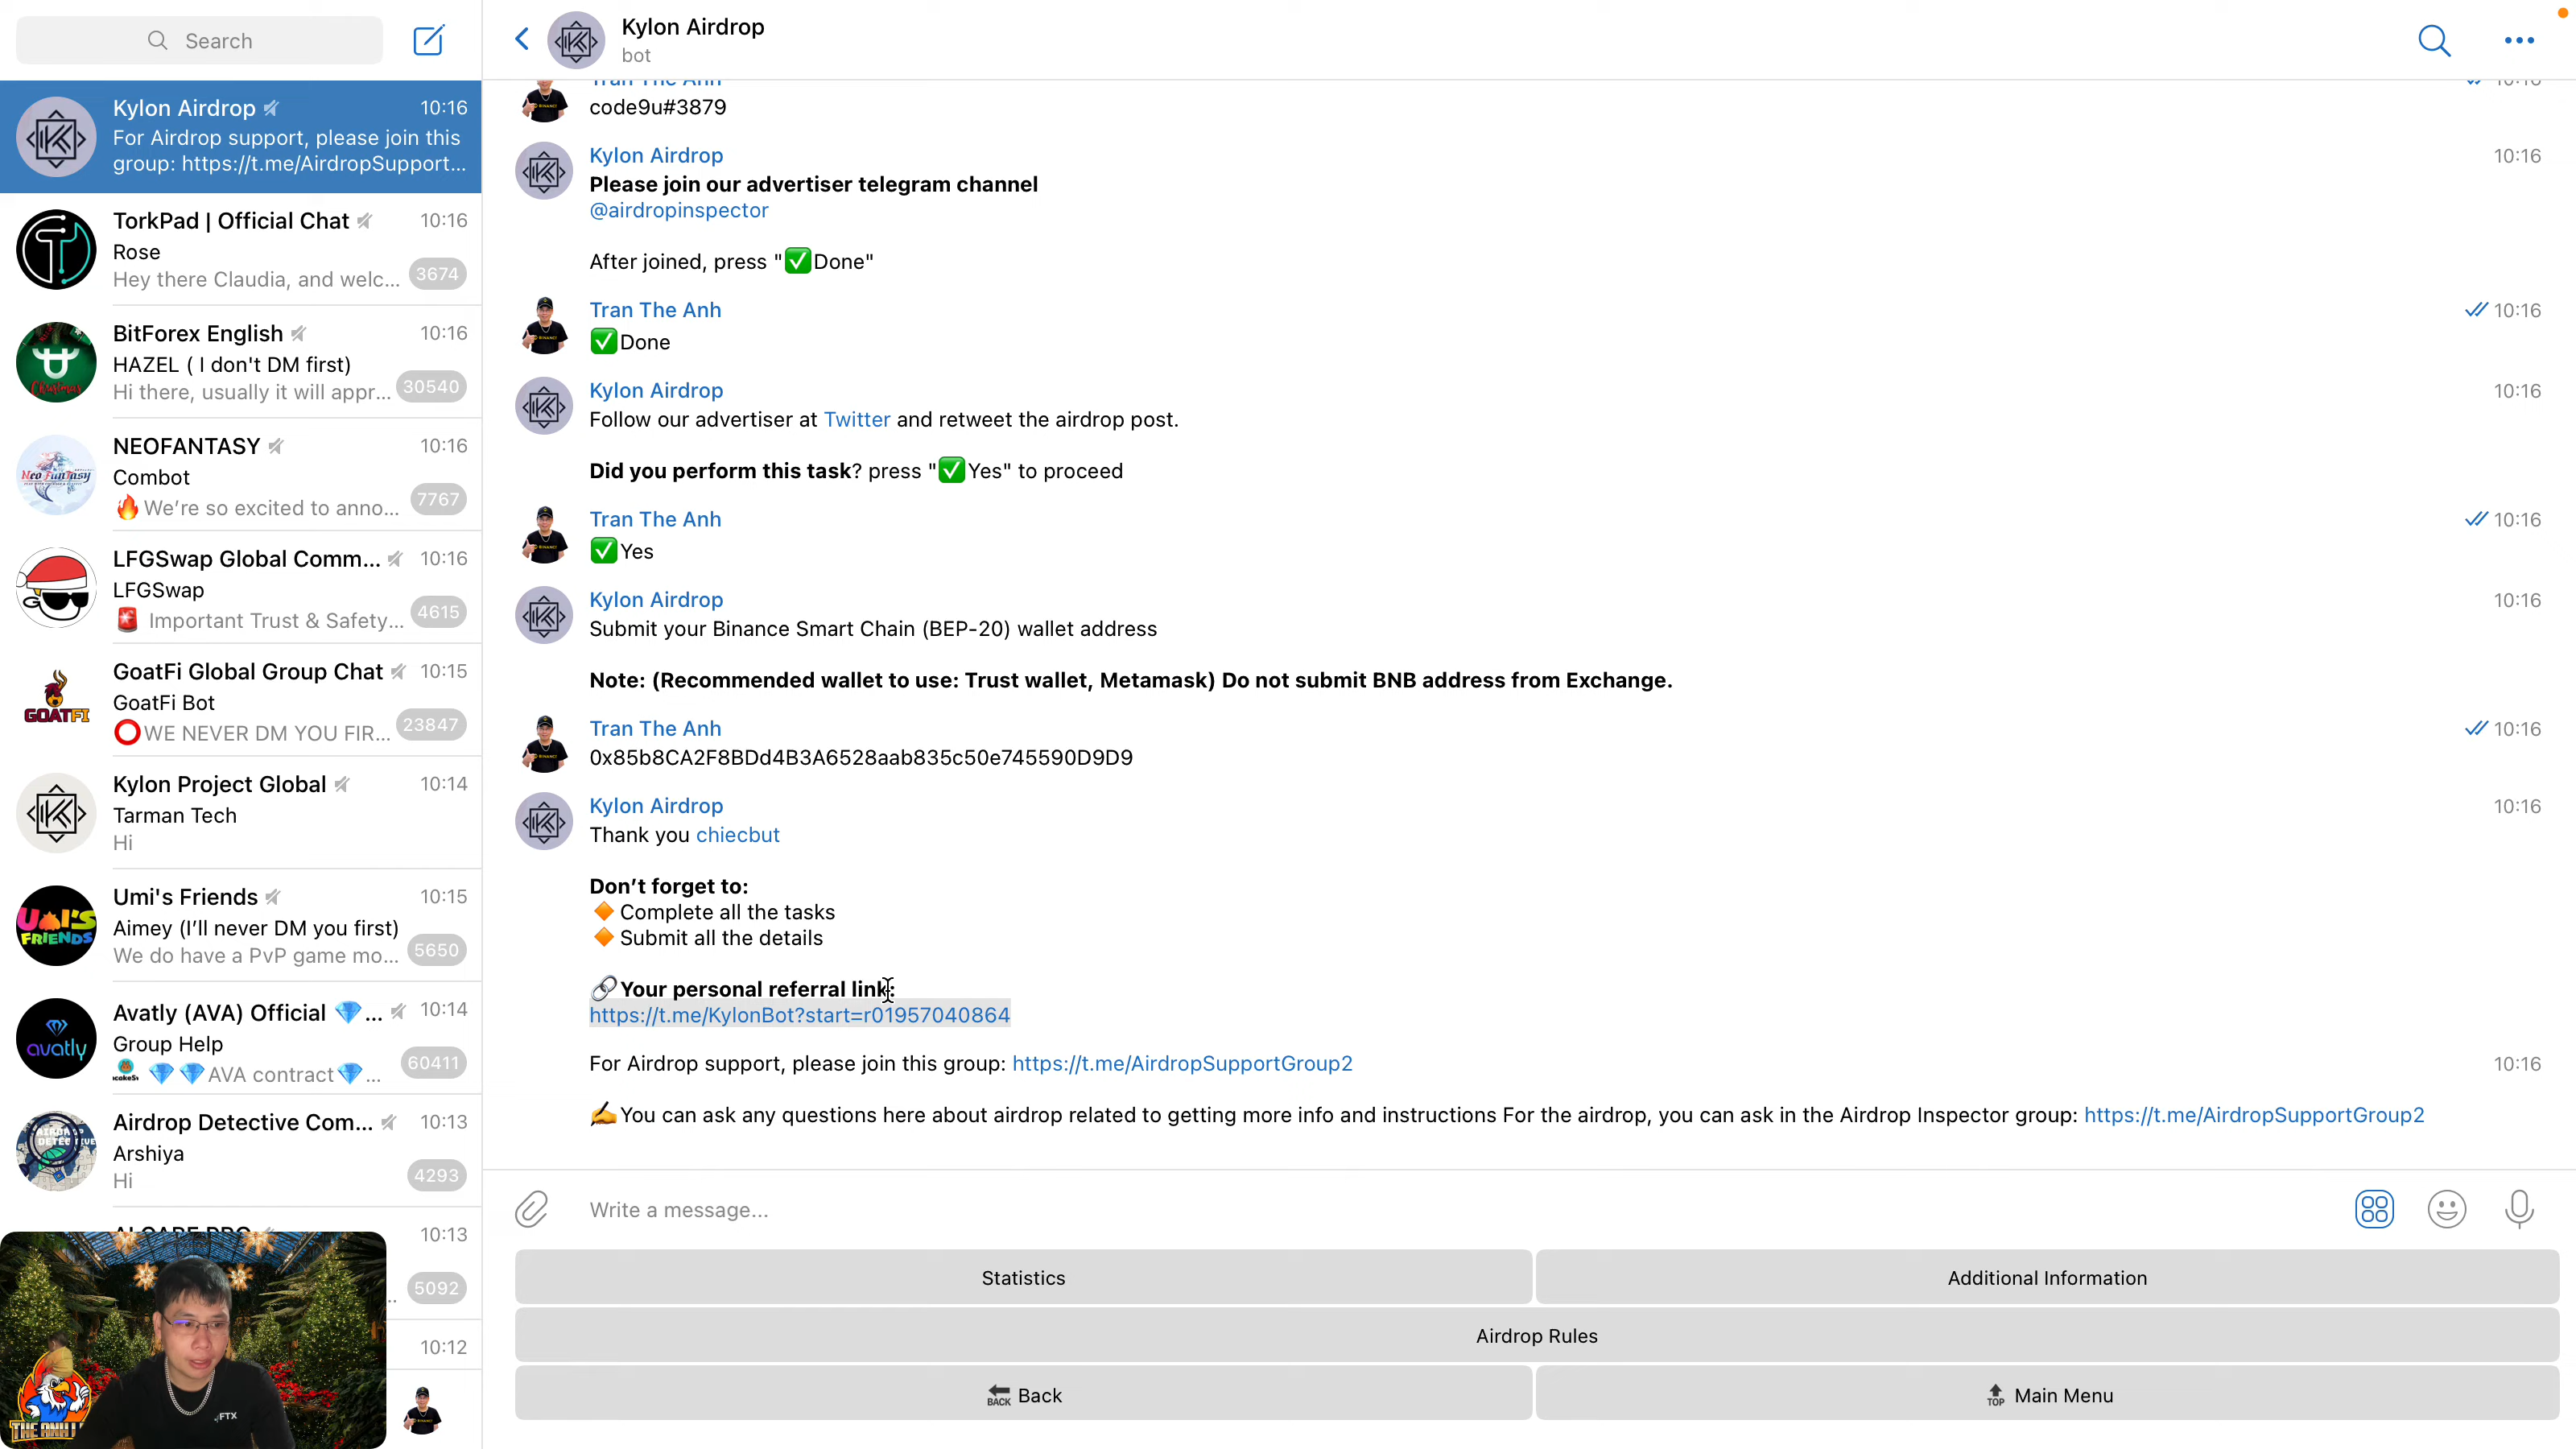 Search
Kylon Airdrop
10:16
For Airdrop support, please join this
group: https://t.me/AirdropSupport...
TorkPad | Official Chat
10:16
Rose
Hey there Claudia, and welc...
3674
BitForex English
10:16
HAZEL ( I don't DM first)
Hi there, usually it will appr...
30540
NEOFANTASY
10:16
Combot
🔥We're so excited to anno...
7767
LFGSwap Global Comm...
10:16
LFGSwap
🚨 Important Trust & Safety...
4615
GoatFi Global Group Chat
10:15
GoatFi Bot
⭕WE NEVER DM YOU FIR...
23847
GOATFI
Kylon Project Global
10:14
Tarman Tech
Hi
Umi's Friends
10:15
Aimey (I'll never DM you first)
We do have a PvP game mo...
5650
UMI'S
FRIENDS
Avatly (AVA) Official 💎...
10:14
Group Help
💎💎AVA contract💎...
60411
avatly
Airdrop Detective Com...
10:13
Arshiya
Hi
4293
10:13
5092
10:12
FTX
Kylon Airdrop
bot
Tran The Anh
10:16
code9u#3879
Kylon Airdrop
10:16
Please join our advertiser telegram channel
@airdropinspector
After joined, press "✅Done"
Tran The Anh
10:16
✅Done
Kylon Airdrop
10:16
Follow our advertiser at Twitter and retweet the airdrop post.
Did you perform this task? press "✅Yes" to proceed
Tran The Anh
10:16
✅Yes
Kylon Airdrop
10:16
Submit your Binance Smart Chain (BEP-20) wallet address
Note: (Recommended wallet to use: Trust wallet, Metamask) Do not submit BNB address from Exchange.
Tran The Anh
10:16
0x85b8CA2F8BDd4B3A6528aab835c50e745590D9D9
Kylon Airdrop
10:16
Thank you chiecbut
Don't forget to:
🔸Complete all the tasks
🔸Submit all the details
🔗Your personal referral link:
https://t.me/KylonBot?start=r01957040864
For Airdrop support, please join this group: https://t.me/AirdropSupportGroup2
10:16
✍You can ask any questions here about airdrop related to getting more info and instructions For the airdrop, you can ask in the Airdrop Inspector group: https://t.me/AirdropSupportGroup2
Write a message...
Statistics
Additional Information
Airdrop Rules
🔙 Back
🔝 Main Menu